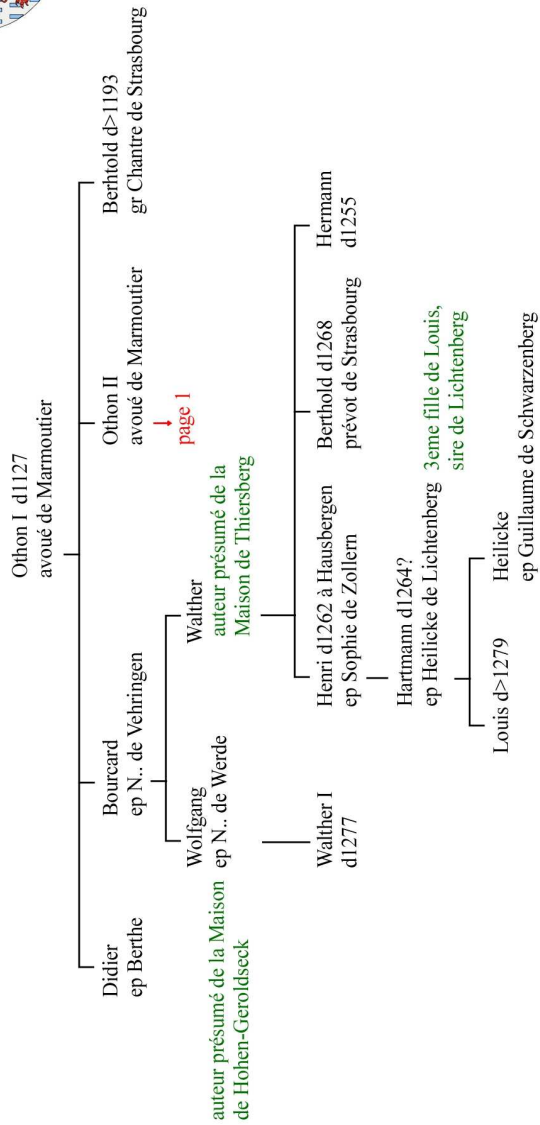 Othon I  d1127
avoué de Marmoutier
Didier
ep Berthe
Bourcard
ep N.. de Vehringen
Othon II
avoué de Marmoutier
page 1
Berhtold d>1193
gr Chantre de Strasbourg
auteur présumé de la Maison
de Hohen-Geroldseck
Wolfgang
ep N.. de Werde
Walther
auteur présumé de la
Maison de Thiersberg
Walther I
d1277
Henri d1262 à Hausbergen
ep Sophie de Zollern
Berthold d1268
prévot de Strasbourg
Hermann
d1255
Hartmann d1264?
ep Heilicke de Lichtenberg
3eme fille de Louis,
sire de Lichtenberg
Louis d>1279
Heilicke
ep Guillaume de Schwarzenberg